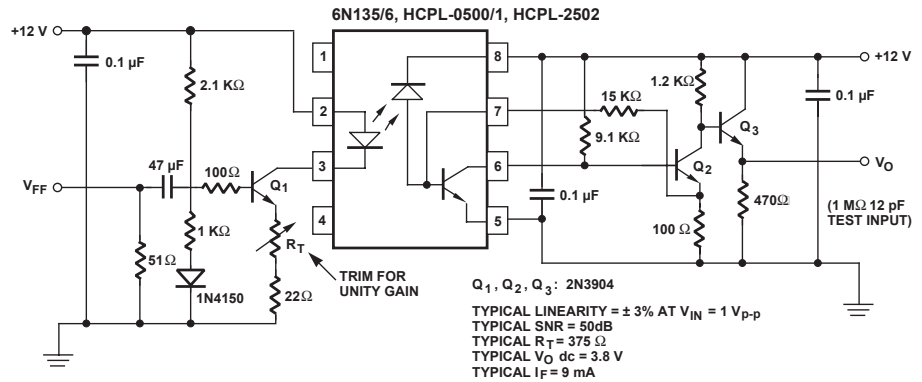 6N135/6, HCPL-0500/1, HCPL-2502
+12 V
0.1 µF
2.1 KΩ
47 µF
VFF
100Ω
Q1
51Ω
1 KΩ
1N4150
RT
22Ω
TRIM FOR
UNITY GAIN
1
2
3
4
8
7
6
5
+12 V
1.2 KΩ
15 KΩ
9.1 KΩ
Q2
Q3
0.1 µF
0.1 µF
VO
100 Ω
470Ω
(1 MΩ 12 pF
TEST INPUT)
Q1 , Q2 , Q3 : 2N3904
TYPICAL LINEARITY = ± 3% AT VIN = 1 Vp-p
TYPICAL SNR = 50dB
TYPICAL RT = 375 Ω
TYPICAL VO dc = 3.8 V
TYPICAL IF = 9 mA